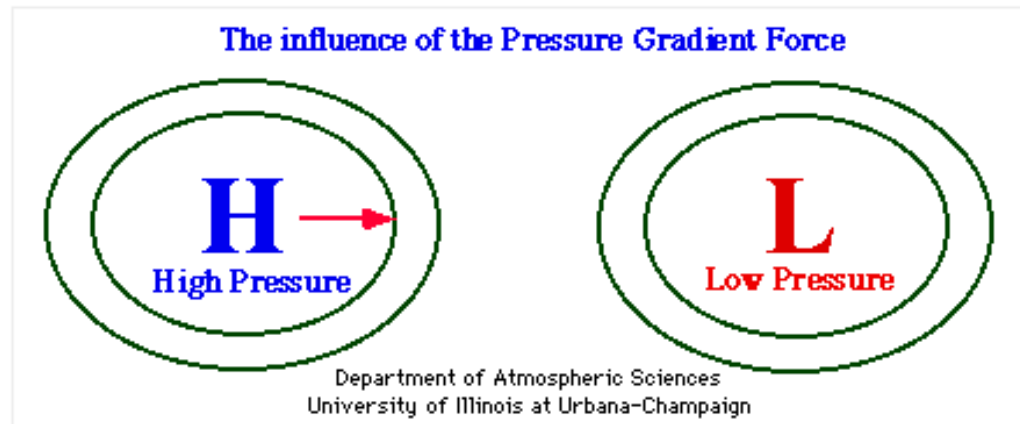 The influence of the Pressure Gradient Force
H
High Pressure
L
Low Pressure
Department of Atmospheric Sciences
University of Illinois at Urbana-Champaign